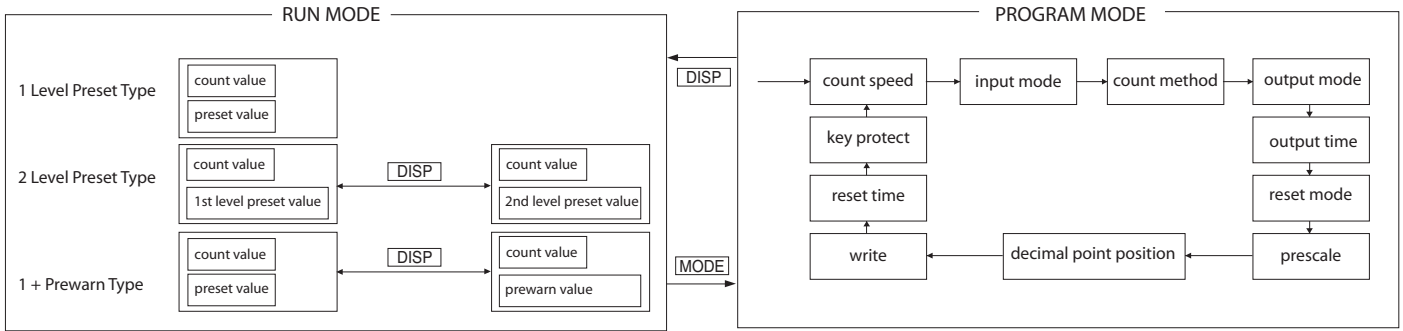 RUN MODE
1 Level Preset Type
count value
preset value
2 Level Preset Type
count value
1st level preset value
DISP
count value
2nd level preset value
1 + Prewarn Type
count value
preset value
DISP
count value
prewarn value
DISP
MODE
PROGRAM MODE
count speed
input mode
count method
output mode
key protect
output time
reset time
reset mode
write
decimal point position
prescale